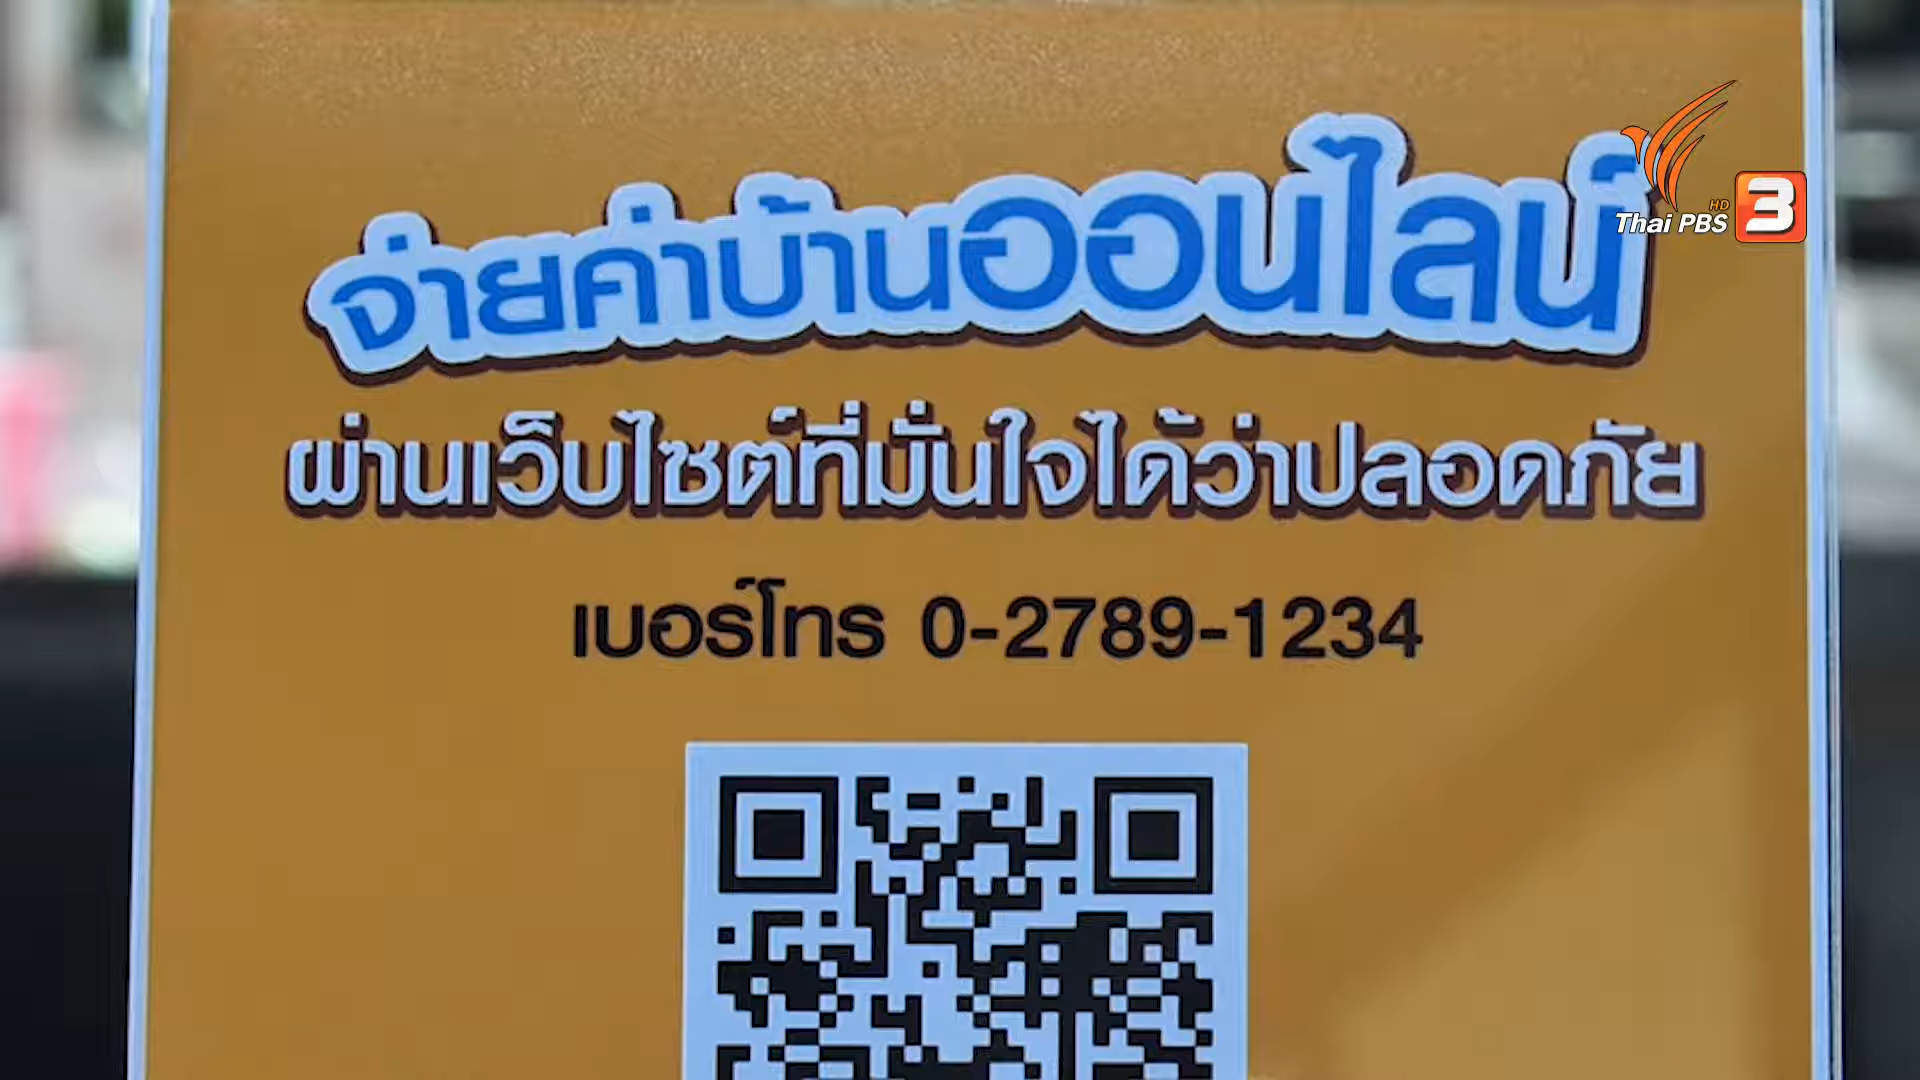 จ่ายค่าบ้านออนไลน์
ผ่านเว็บไซต์ที่มั่นใจได้ว่าปลอดภัย
เบอร์โทร 0-2789-1234
HD
Thai PBS 3